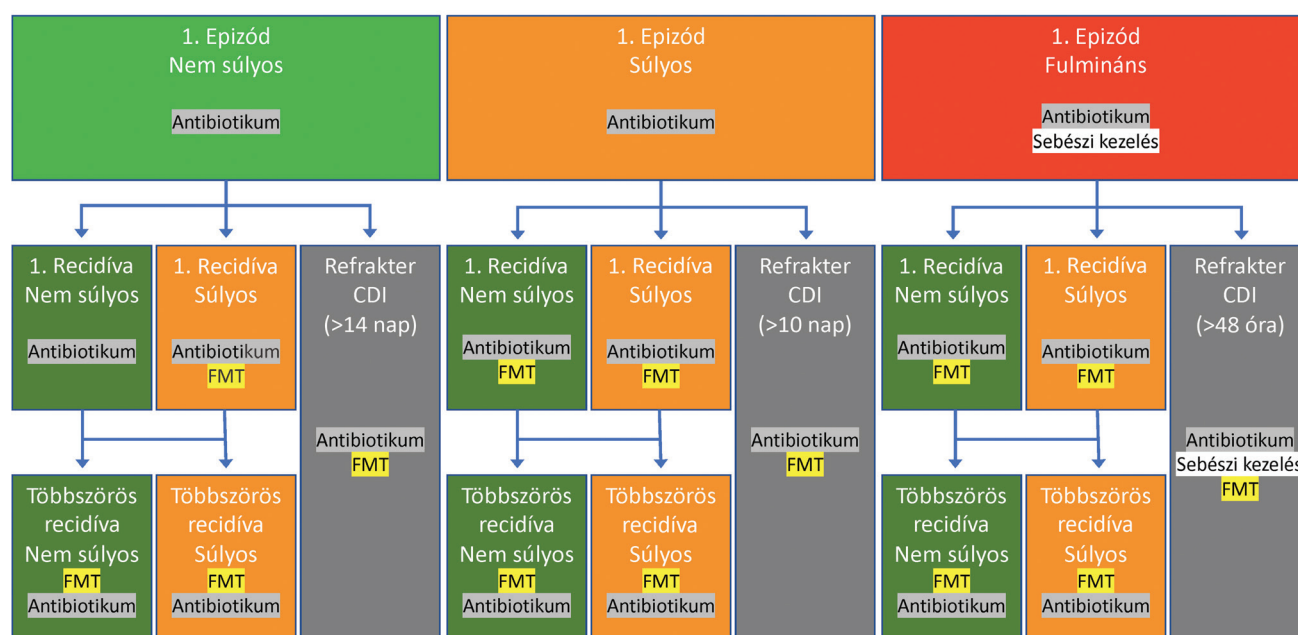 1. Epizód
Nem súlyos
Antibiotikum
1. Epizód
Súlyos
Antibiotikum
1. Epizód
Fulmináns
Antibiotikum
Sebészi kezelés
1. Recidíva
Nem súlyos
Antibiotikum
1. Recidíva
Súlyos
Antibiotikum
FMT
Refrakter
CDI
(>14 nap)
Antibiotikum
FMT
1. Recidíva
Nem súlyos
Antibiotikum
FMT
1. Recidíva
Súlyos
Antibiotikum
FMT
Refrakter
CDI
(>10 nap)
Antibiotikum
FMT
1. Recidíva
Nem súlyos
Antibiotikum
FMT
1. Recidíva
Súlyos
Antibiotikum
FMT
Refrakter
CDI
(>48 óra)
Antibiotikum
Sebészi kezelés
FMT
Többszörös
recidíva
Nem súlyos
FMT
Antibiotikum
Többszörös
recidíva
Súlyos
FMT
Antibiotikum
Többszörös
recidíva
Nem súlyos
FMT
Antibiotikum
Többszörös
recidíva
Súlyos
FMT
Antibiotikum
Többszörös
recidíva
Nem súlyos
FMT
Antibiotikum
Többszörös
recidíva
Súlyos
FMT
Antibiotikum